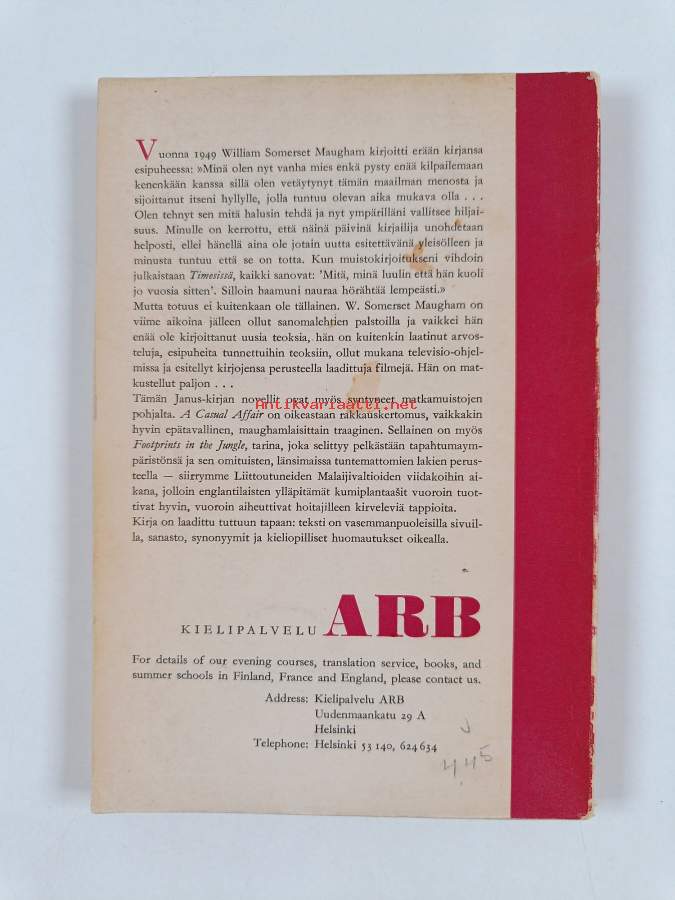 Vuonna 1949 William Somerset Maugham kirjoitti erään kirjansa
esipuheessa: »Minä olen nyt vanha mies enkä pysty enää kilpailemaan
kenenkään kanssa sillä olen vetäytynyt tämän maailman menosta ja
sijoittanut itseni hyllylle, jolla tuntuu olevan aika mukava olla . . .
Olen tehnyt sen mitä halusin tehdä ja nyt ympärilläni vallitsee hiljai-
suus. Minulle on kerrottu, että näinä päivinä kirjailija unohdetaan
helposti, ellei hänellä aina ole jotain uutta esitettävänä yleisölleen ja
minusta tuntuu että se on totta. Kun muistokirjoitukseni vihdoin
julkaistaan Timesissä, kaikki sanovat: 'Mitä, minä luulin että hän kuoli
jo vuosia sitten'. Silloin haamuni nauraa hörähtää lempeästi.»
Mutta totuus ei kuitenkaan ole tällainen. W. Somerset Maugham on
viime aikoina jälleen ollut sanomalehtien palstoilla ja vaikkei hän
enää ole kirjoittanut uusia teoksia, hän on kuitenkin laatinut arvos-
teluja, esipuheita tunnettuihin teoksiin, ollut mukana televisio-ohjel-
missa ja esitellyt kirjojensa perusteella laadittuja filmejä. Hän on mat-
kustellut paljon . . .
Tämän Janus-kirjan novellit ovat myös syntyneet matkamuistojen
Antikvariaatti.net
pohjalta. A Casual Affair on oikeastaan rakkauskertomus, vaikkakin
hyvin epätavallinen, maughamlaisittain traaginen. Sellainen on myös
Footprints in the Jungle, tarina, joka selittyy pelkästään tapahtumaym-
päristönsä ja sen omituisten, länsimaissa tuntemattomien lakien perus-
teella — siirrymme Liittoutuneiden Malaijivaltioiden viidakoihin ai-
kana, jolloin englantilaisten ylläpitämät kumiplantaašit vuoroin tuot-
tivat hyvin, vuoroin aiheuttivat hoitajilleen kirveleviä tappioita.
Kirja on laadittu tuttuun tapaan: teksti on vasemmanpuoleisilla sivuil-
la, sanasto, synonyymit ja kieliopilliset huomautukset oikealla.
KIELIPALVELU ARB
For details of our evening courses, translation service, books, and
summer schools in Finland, France and England, please contact us.
Address: Kielipalvelu ARB
Uudenmaankatu 29 A
Helsinki
Telephone: Helsinki 53 140, 624 634
4.45